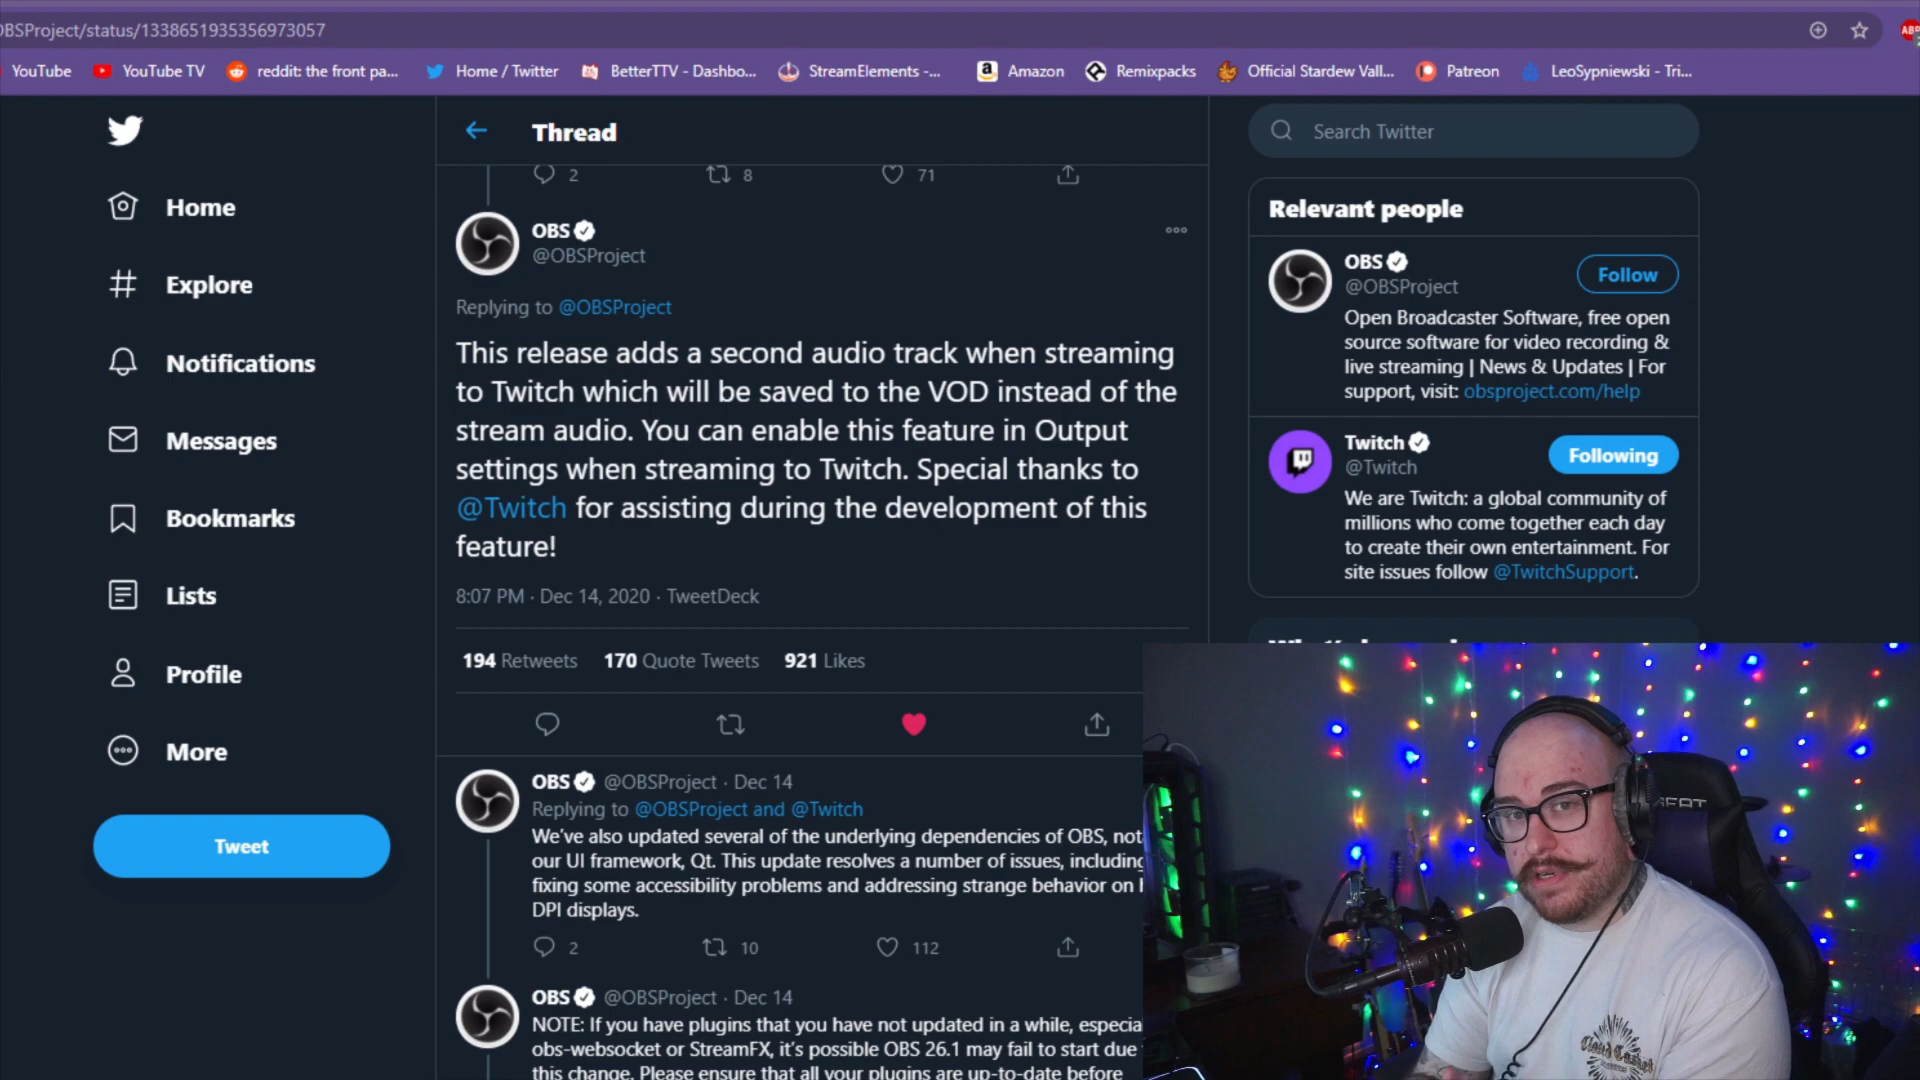 OBSProject/status/1338651935356973057
YouTube
YouTube TV
reddit: the front pa...
Home / Twitter
BetterTTV - Dashbo...
StreamElements -...
Amazon
Remixpacks
Official Stardew Vall...
Patreon
LeoSypniewski - Tri...
Home
Explore
Notifications
Messages
Bookmarks
Lists
Profile
More
Tweet
Thread
2
8
71
OBS
@OBSProject
Replying to @OBSProject
This release adds a second audio track when streaming
to Twitch which will be saved to the VOD instead of the
stream audio. You can enable this feature in Output
settings when streaming to Twitch. Special thanks to
@Twitch for assisting during the development of this
feature!
8:07 PM · Dec 14, 2020 · TweetDeck
194 Retweets 170 Quote Tweets 921 Likes
OBS @OBSProject · Dec 14
Replying to @OBSProject and @Twitch
We've also updated several of the underlying dependencies of OBS, not
our UI framework, Qt. This update resolves a number of issues, including
fixing some accessibility problems and addressing strange behavior on
DPI displays.
2
10
112
OBS @OBSProject · Dec 14
NOTE: If you have plugins that you have not updated in a while, especia
obs-websocket or StreamFX, it's possible OBS 26.1 may fail to start due
this change. Please ensure that all your plugins are up-to-date before
Search Twitter
Relevant people
OBS
@OBSProject
Follow
Open Broadcaster Software, free open
source software for video recording &
live streaming | News & Updates | For
support, visit: obsproject.com/help
Twitch
@Twitch
Following
We are Twitch: a global community of
millions who come together each day
to create their own entertainment. For
site issues follow @TwitchSupport.